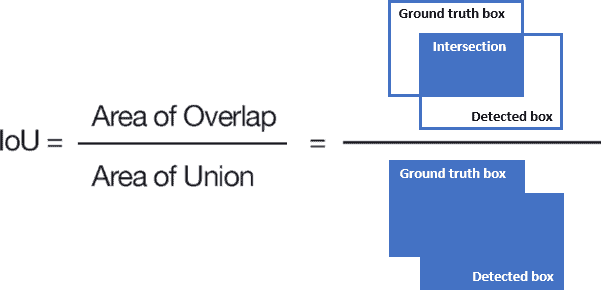 IoU =
Area of Overlap
Area of Union
=
Ground truth box
Intersection
Detected box
Ground truth box
Detected box